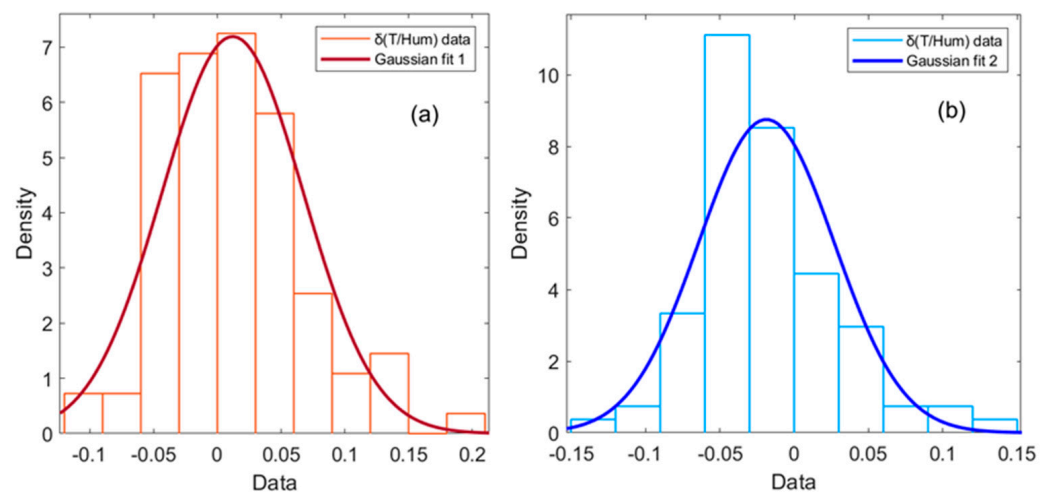 δ(T/Hum) data
Gaussian fit 1
(a)
7
6
5
4
3
2
1
0
Density
-0.1 -0.05 0 0.05 0.1 0.15 0.2
Data
δ(T/Hum) data
Gaussian fit 2
(b)
10
8
6
4
2
0
Density
-0.15 -0.1 -0.05 0 0.05 0.1 0.15
Data